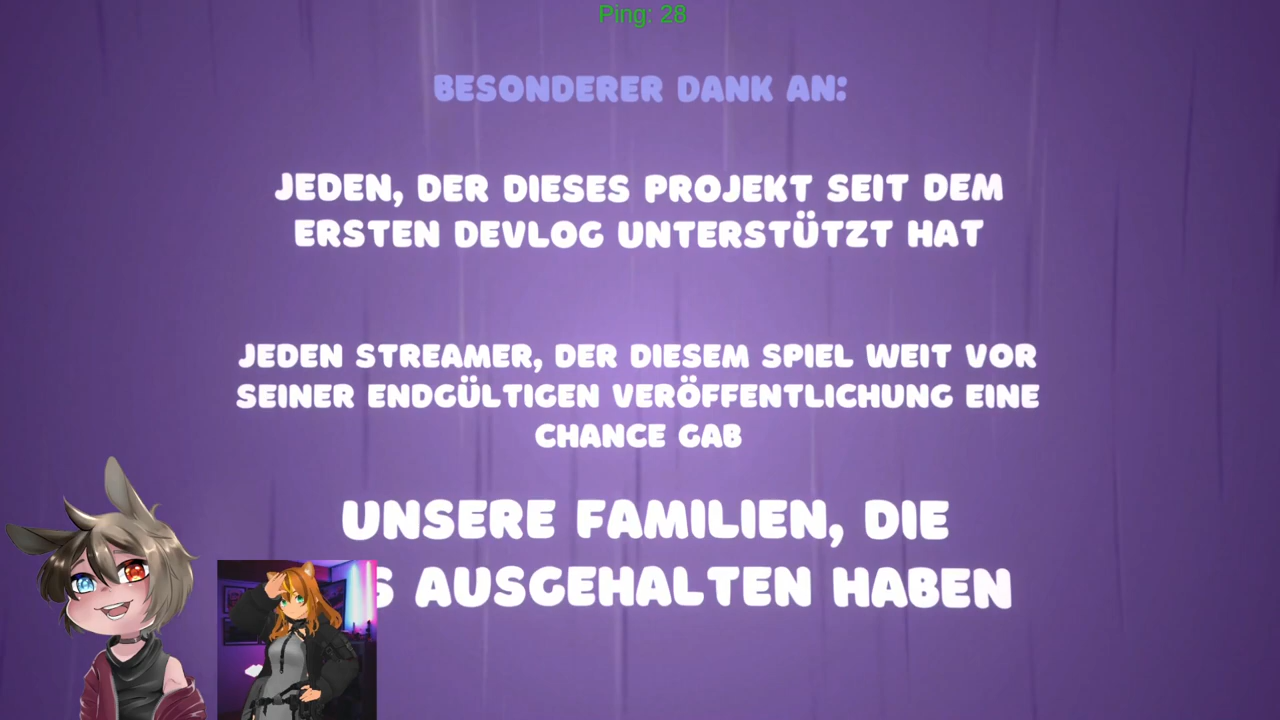 Ping: 28
BESONDERER DANK AN:
JEDEN, DER DIESES PROJEKT SEIT DEM
ERSTEN DEVLOG UNTERSTÜTZT HAT
JEDEN STREAMER, DER DIESEM SPIEL WEIT VOR
SEINER ENDGÜLTIGEN VERÖFFENTLICHUNG EINE
CHANCE GAB
UNSERE FAMILIEN, DIE
AUSGEHALTEN HABEN